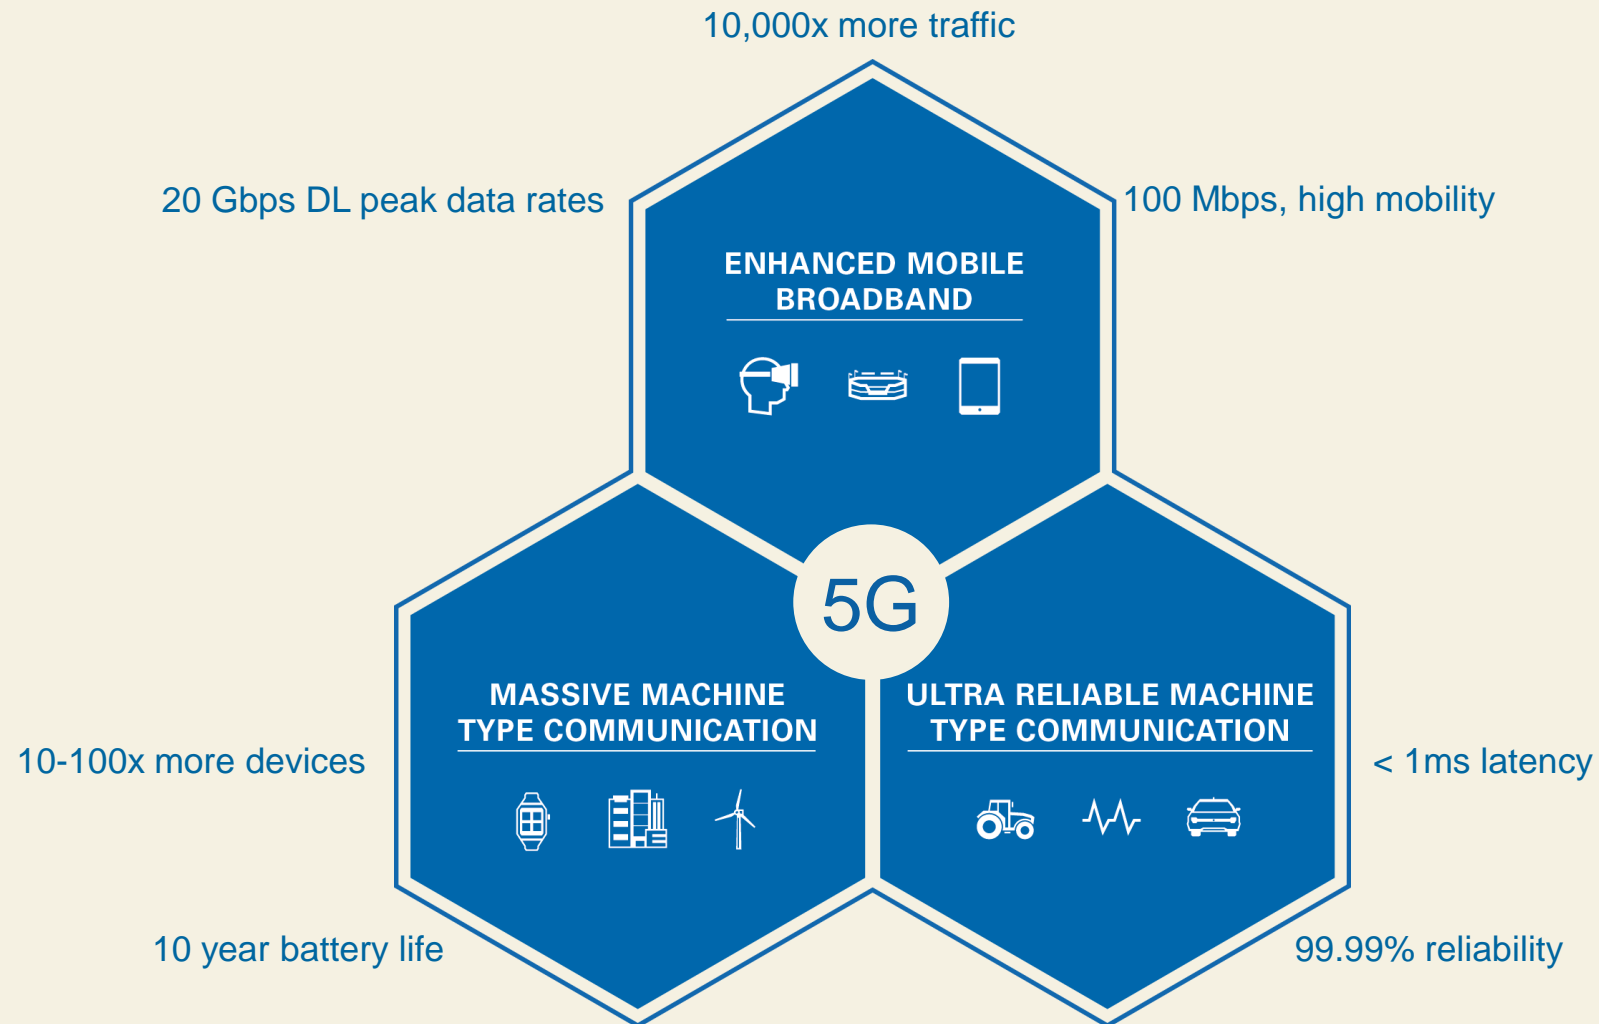 10,000x more traffic
20 Gbps DL peak data rates
100 Mbps, high mobility
ENHANCED MOBILE
BROADBAND
5G
MASSIVE MACHINE
TYPE COMMUNICATION
ULTRA RELIABLE MACHINE
TYPE COMMUNICATION
10-100x more devices
< 1ms latency
10 year battery life
99.99% reliability